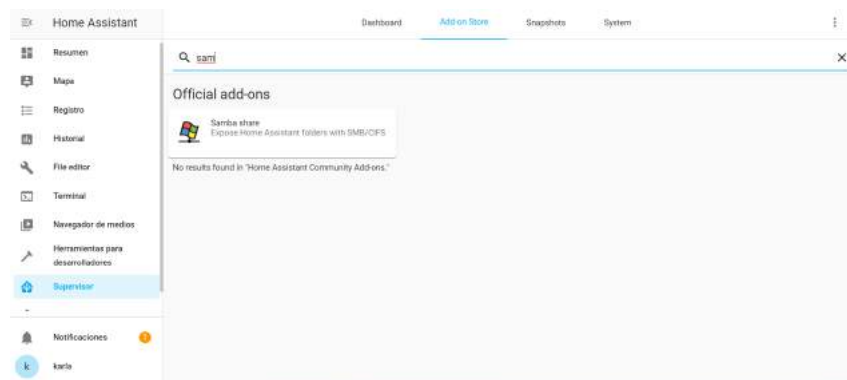 Home Assistant
Dashboard
Add-on Store
Snapshots
System
Resumen
Mapa
Registro
Historial
File editor
Terminal
Navegador de medios
Herramientas para
desarrolladores
Supervisor
Notificaciones
k
karla
sam
Official add-ons
Samba share
Expose Home Assistant folders with SMB/CIFS
No results found in "Home Assistant Community Add-ons."